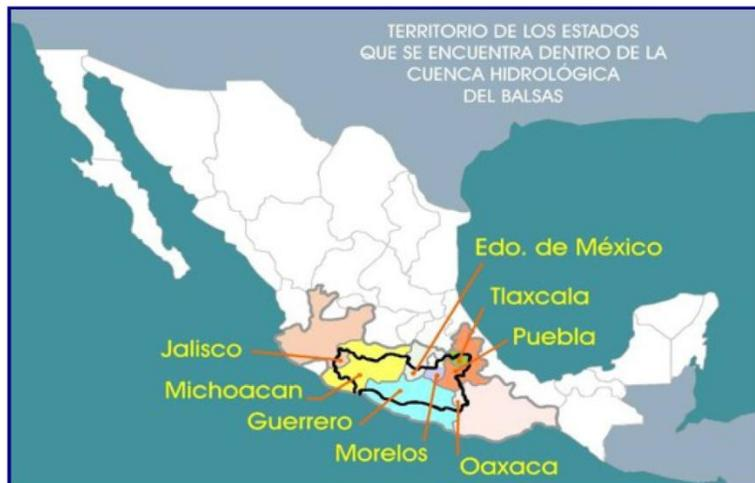 TERRITORIO DE LOS ESTADOS
QUE SE ENCUENTRA DENTRO DE LA
CUENCA HIDROLÓGICA
DEL BALSAS
Edo. de México
Tlaxcala
Puebla
Jalisco
Michoacan
Guerrero
Morelos
Oaxaca